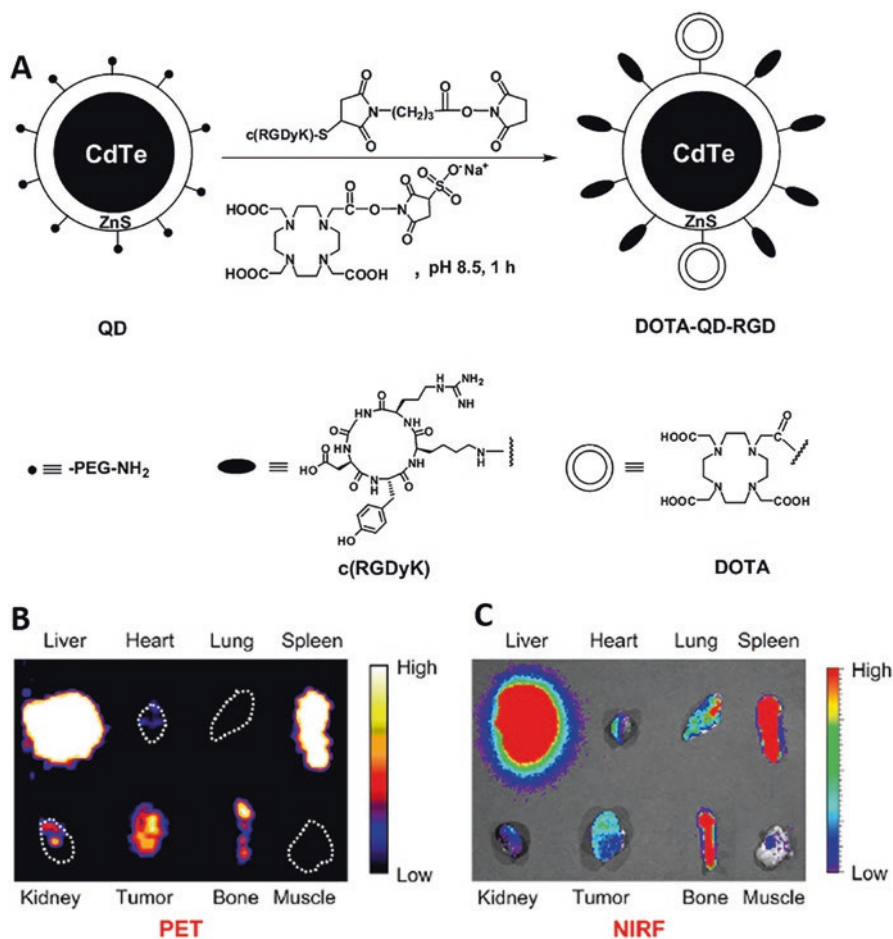 A
CdTe
ZnS
QD
c(RGDyK)-S
O
O
N-(CH₂)₃
O
O
N
O
O
HOOC
HOOC
COOH
N
N
N
N
O
O
N
O
O
S
O
O
O⁻Na⁺
, pH 8.5, 1 h
CdTe
ZnS
DOTA-QD-RGD
≡ -PEG-NH₂
≡
H
N
NH₂
NH
O
NH
HN
O
O
NH
O
HN
O
HO
O
NH
O
N
H
HO
c(RGDyK)
≡
HOOC
O
N
N
N
N
HOOC
COOH
DOTA
B
Liver Heart Lung Spleen
High
Low
Kidney Tumor Bone Muscle
PET
C
Liver Heart Lung Spleen
High
Low
Kidney Tumor Bone Muscle
NIRF